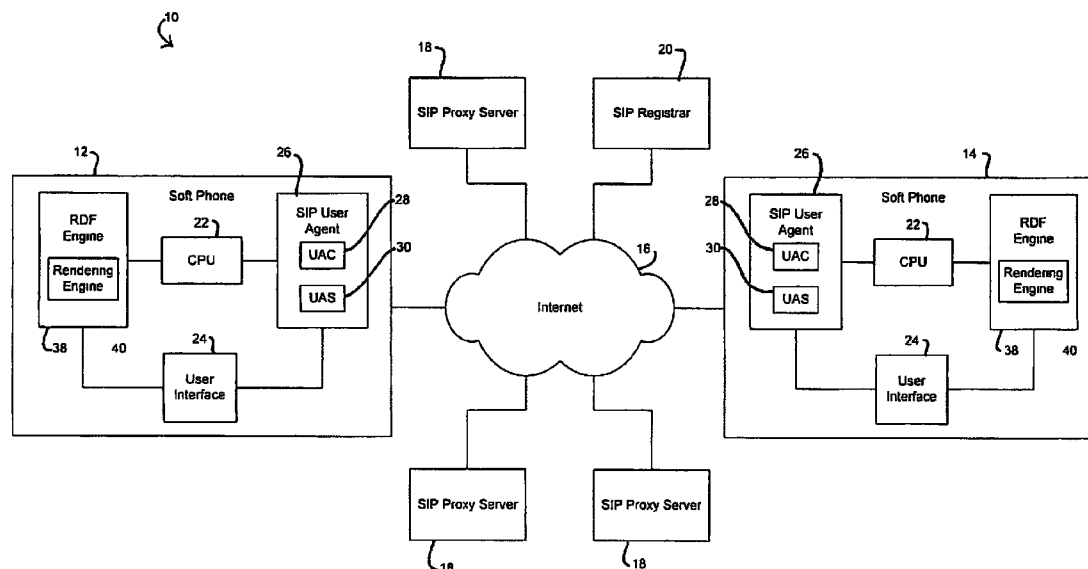 10
18
SIP Proxy Server
20
SIP Registrar
12
Soft Phone
RDF
Engine
Rendering
Engine
38
40
22
CPU
26
SIP User
Agent
UAC
28
UAS
30
24
User
Interface
16
Internet
14
Soft Phone
26
SIP User
Agent
28
UAC
30
UAS
22
CPU
RDF
Engine
Rendering
Engine
38
40
24
User
Interface
SIP Proxy Server
18
SIP Proxy Server
18